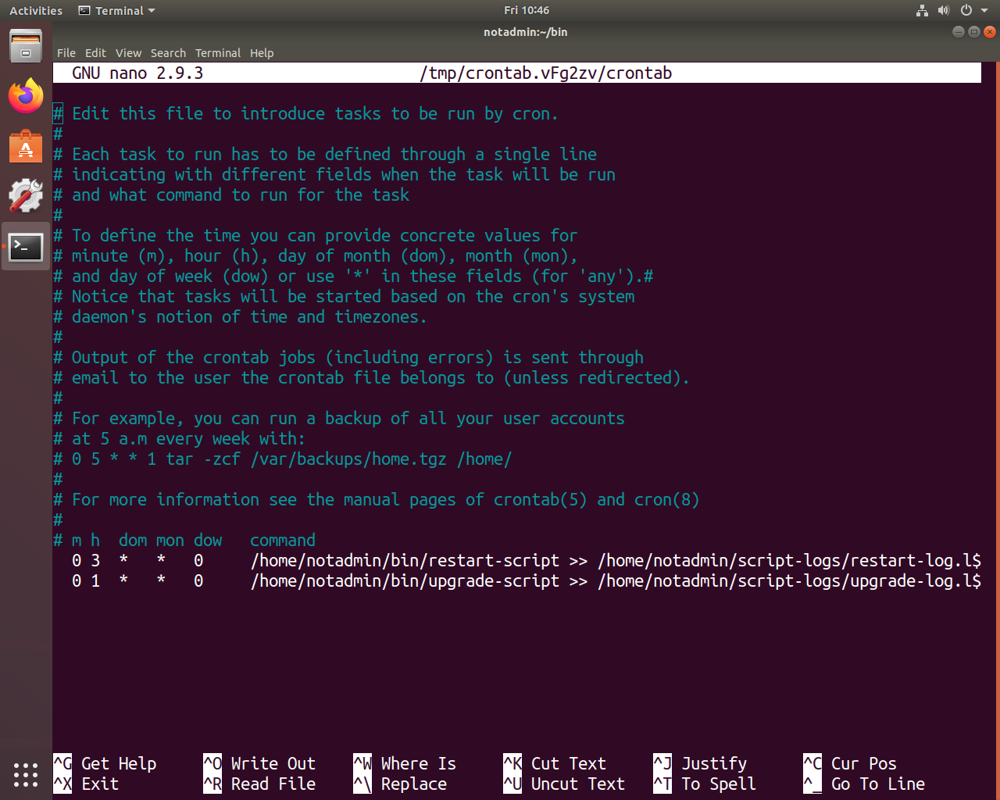 Activities Terminal Fri 10:46
notadmin:~/bin
File Edit View Search Terminal Help
GNU nano 2.9.3 /tmp/crontab.vFg2zv/crontab
# Edit this file to introduce tasks to be run by cron.
#
# Each task to run has to be defined through a single line
# indicating with different fields when the task will be run
# and what command to run for the task
#
# To define the time you can provide concrete values for
# minute (m), hour (h), day of month (dom), month (mon),
# and day of week (dow) or use '*' in these fields (for 'any').#
# Notice that tasks will be started based on the cron's system
# daemon's notion of time and timezones.
#
# Output of the crontab jobs (including errors) is sent through
# email to the user the crontab file belongs to (unless redirected).
#
# For example, you can run a backup of all your user accounts
# at 5 a.m every week with:
# 0 5 * * 1 tar -zcf /var/backups/home.tgz /home/
#
# For more information see the manual pages of crontab(5) and cron(8)
#
# m h  dom mon dow   command
  0 3  *   *   0     /home/notadmin/bin/restart-script >> /home/notadmin/script-logs/restart-log.l$
  0 1  *   *   0     /home/notadmin/bin/upgrade-script >> /home/notadmin/script-logs/upgrade-log.l$
^G Get Help ^O Write Out ^W Where Is ^K Cut Text ^J Justify ^C Cur Pos
^X Exit ^R Read File ^\ Replace ^U Uncut Text ^T To Spell ^_ Go To Line